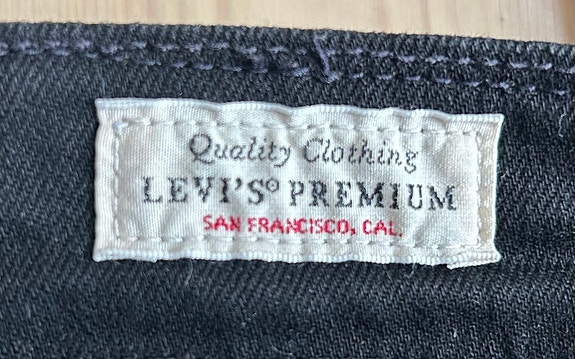 Quality Clothing
LEVI'S® PREMIUM
SAN FRANCISCO, CAL.